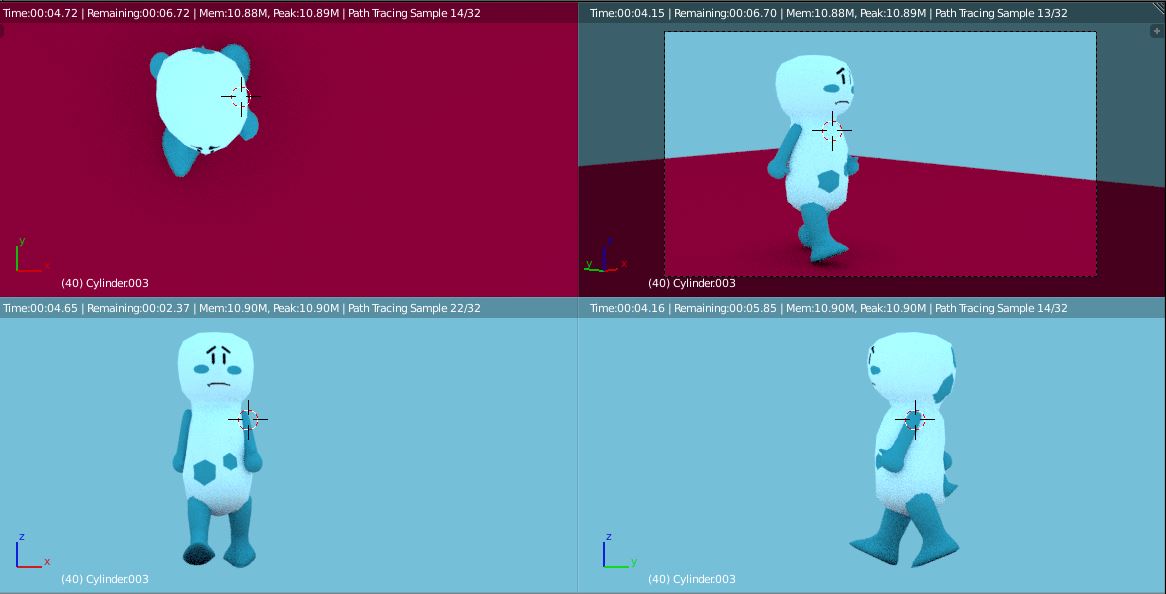 Time:00:04.72 | Remaining:00:06.72 | Mem:10.88M, Peak:10.89M | Path Tracing Sample 14/32
Time:00:04.15 | Remaining:00:06.70 | Mem:10.88M, Peak:10.89M | Path Tracing Sample 13/32
y
x
(40) Cylinder.003
z
y
x
(40) Cylinder.003
Time:00:04.65 | Remaining:00:02.37 | Mem:10.90M, Peak:10.90M | Path Tracing Sample 22/32
Time:00:04.16 | Remaining:00:05.85 | Mem:10.90M, Peak:10.90M | Path Tracing Sample 14/32
z
x
(40) Cylinder.003
z
y
(40) Cylinder.003